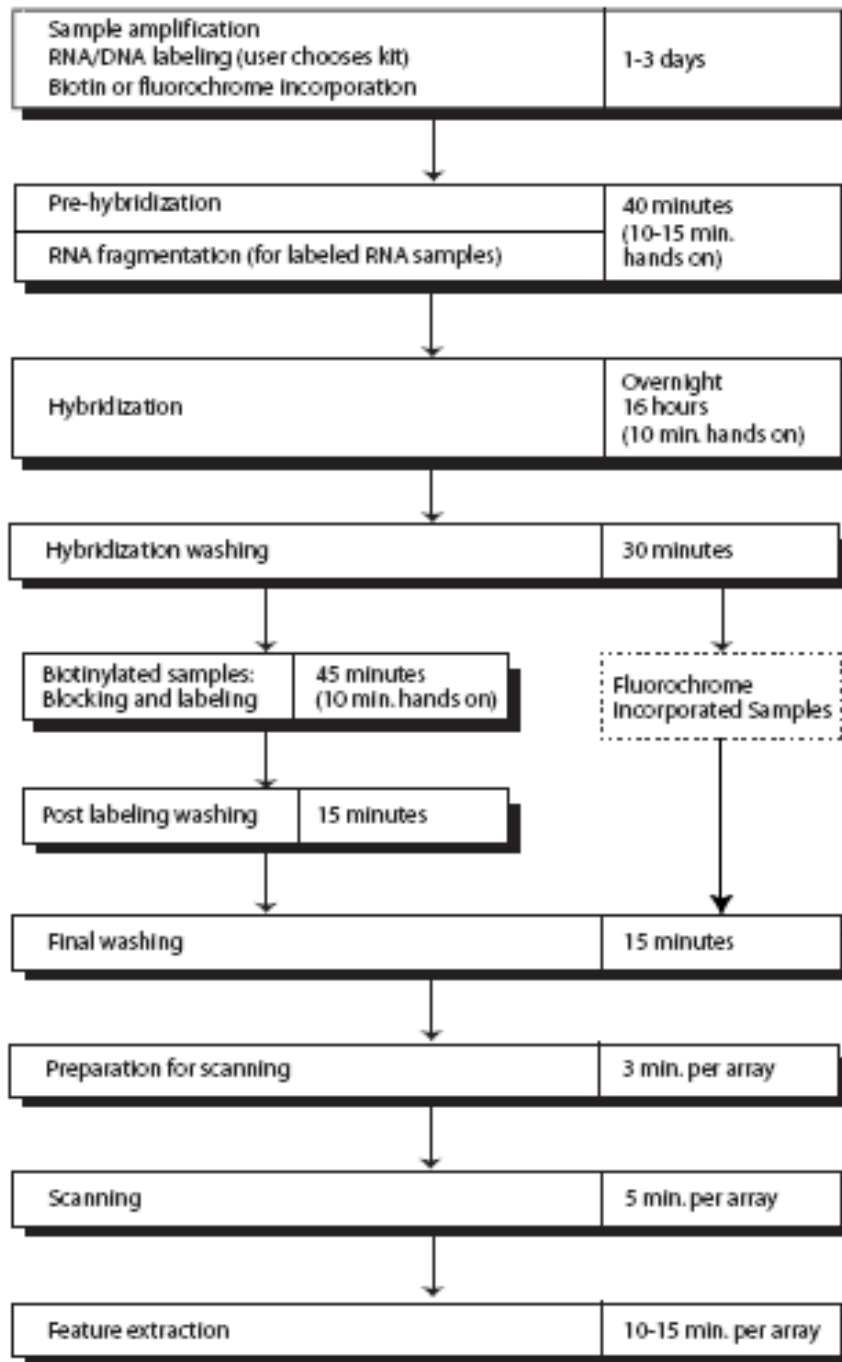 Sample amplification
RNA/DNA labeling (user chooses kit)
Biotin or fluorochrome incorporation
1-3 days
Pre-hybridization
RNA fragmentation (for labeled RNA samples)
40 minutes
(10-15 min.
hands on)
Hybridization
Overnight
16 hours
(10 min. hands on)
Hybridization washing
30 minutes
Biotinylated samples:
Blocking and labeling
45 minutes
(10 min. hands on)
Fluorochrome
Incorporated Samples
Post labeling washing
15 minutes
Final washing
15 minutes
Preparation for scanning
3 min. per array
Scanning
5 min. per array
Feature extraction
10-15 min. per array